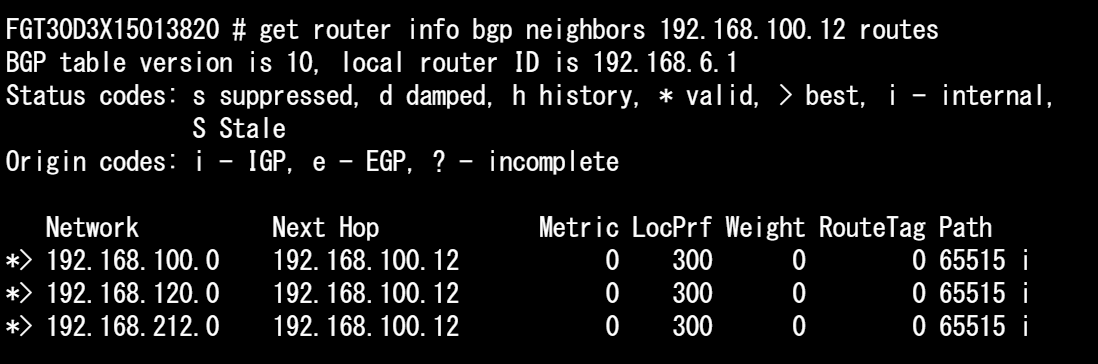 FGT30D3X15013820 # get router info bgp neighbors 192.168.100.12 routes
BGP table version is 10, local router ID is 192.168.6.1
Status codes: s suppressed, d damped, h history, * valid, > best, i - internal,
              S Stale
Origin codes: i - IGP, e - EGP, ? - incomplete

   Network          Next Hop            Metric LocPrf Weight RouteTag Path
*> 192.168.100.0    192.168.100.12           0    300      0        0 65515 i
*> 192.168.120.0    192.168.100.12           0    300      0        0 65515 i
*> 192.168.212.0    192.168.100.12           0    300      0        0 65515 i